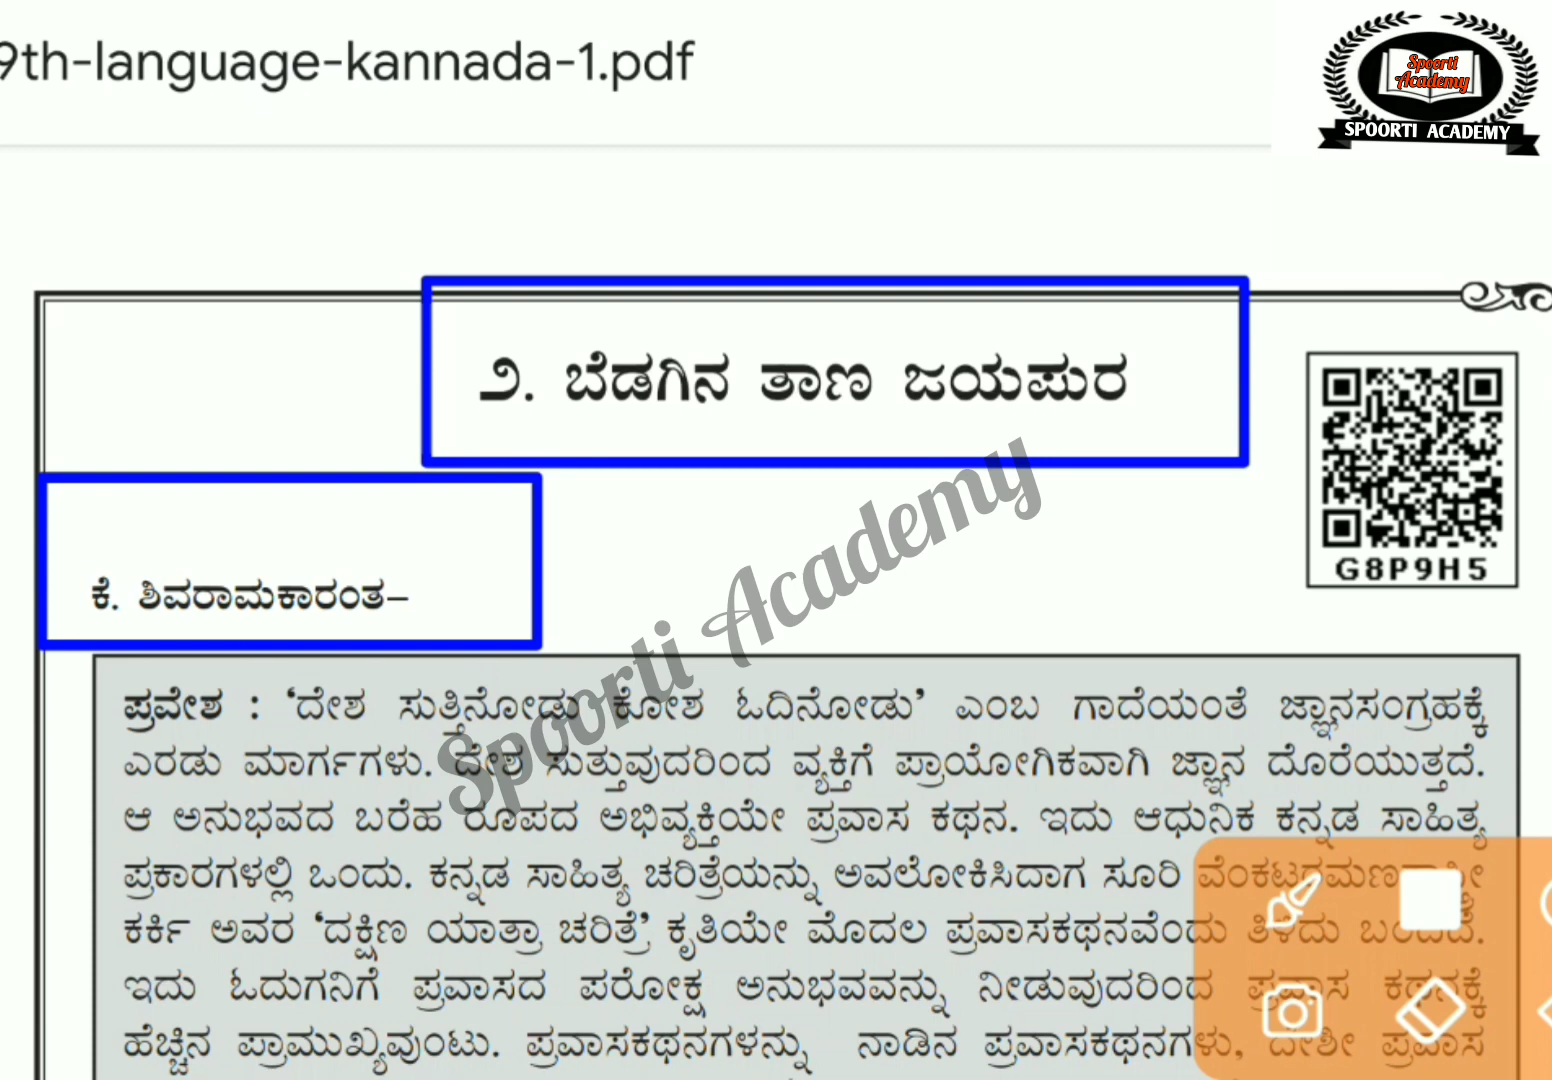 9th-language-kannada-1.pdf
Spoorti
Academy
SPOORTI ACADEMY
೨. ಬೆಡಗಿನ ತಾಣ ಜಯಪುರ
G8P9H5
ಕೆ. ಶಿವರಾಮಕಾರಂತ–
Spoorti Academy
ಪ್ರವೇಶ : ‘ದೇಶ ಸುತ್ತಿನೋಡು ಕೋಶ ಓದಿನೋಡು’ ಎಂಬ ಗಾದೆಯಂತೆ ಜ್ಞಾನಸಂಗ್ರಹಕ್ಕೆ
ಎರಡು ಮಾರ್ಗಗಳು. ದೇಶ ಸುತ್ತುವುದರಿಂದ ವ್ಯಕ್ತಿಗೆ ಪ್ರಾಯೋಗಿಕವಾಗಿ ಜ್ಞಾನ ದೊರೆಯುತ್ತದೆ.
ಆ ಅನುಭವದ ಬರೆಹ ರೂಪದ ಅಭಿವ್ಯಕ್ತಿಯೇ ಪ್ರವಾಸ ಕಥನ. ಇದು ಆಧುನಿಕ ಕನ್ನಡ ಸಾಹಿತ್ಯ
ಪ್ರಕಾರಗಳಲ್ಲಿ ಒಂದು. ಕನ್ನಡ ಸಾಹಿತ್ಯ ಚರಿತ್ರೆಯನ್ನು ಅವಲೋಕಿಸಿದಾಗ ಸೂರಿ
ಕರ್ಕಿ ಅವರ ‘ದಕ್ಷಿಣ ಯಾತ್ರಾ ಚರಿತ್ರೆ’ ಕೃತಿಯೇ ಮೊದಲ ಪ್ರವಾಸಕಥನವೆಂದು ತಿಳಿದು
ಇದು ಓದುಗನಿಗೆ ಪ್ರವಾಸದ ಪರೋಕ್ಷ ಅನುಭವವನ್ನು ನೀಡುವುದರಿಂದ ಪ್ರವಾಸ ಕಥನಕ್ಕೆ
ಹೆಚ್ಚಿನ ಪ್ರಾಮುಖ್ಯವುಂಟು. ಪ್ರವಾಸಕಥನಗಳನ್ನು ನಾಡಿನ ಪ್ರವಾಸಕಥನಗಳು, ದೇಶೀ ಪ್ರವಾಸ